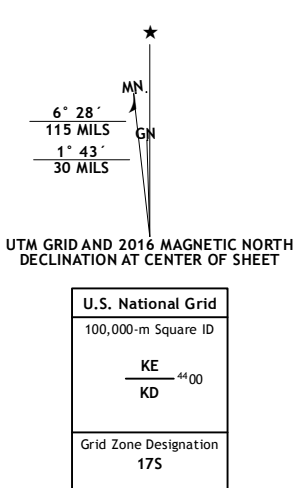 ★
MN.
6° 28´
115 MILS
GN
1° 43´
30 MILS
UTM GRID AND 2016 MAGNETIC NORTH
DECLINATION AT CENTER OF SHEET
U.S. National Grid
100,000-m Square ID
KE
4400
KD
Grid Zone Designation
17S